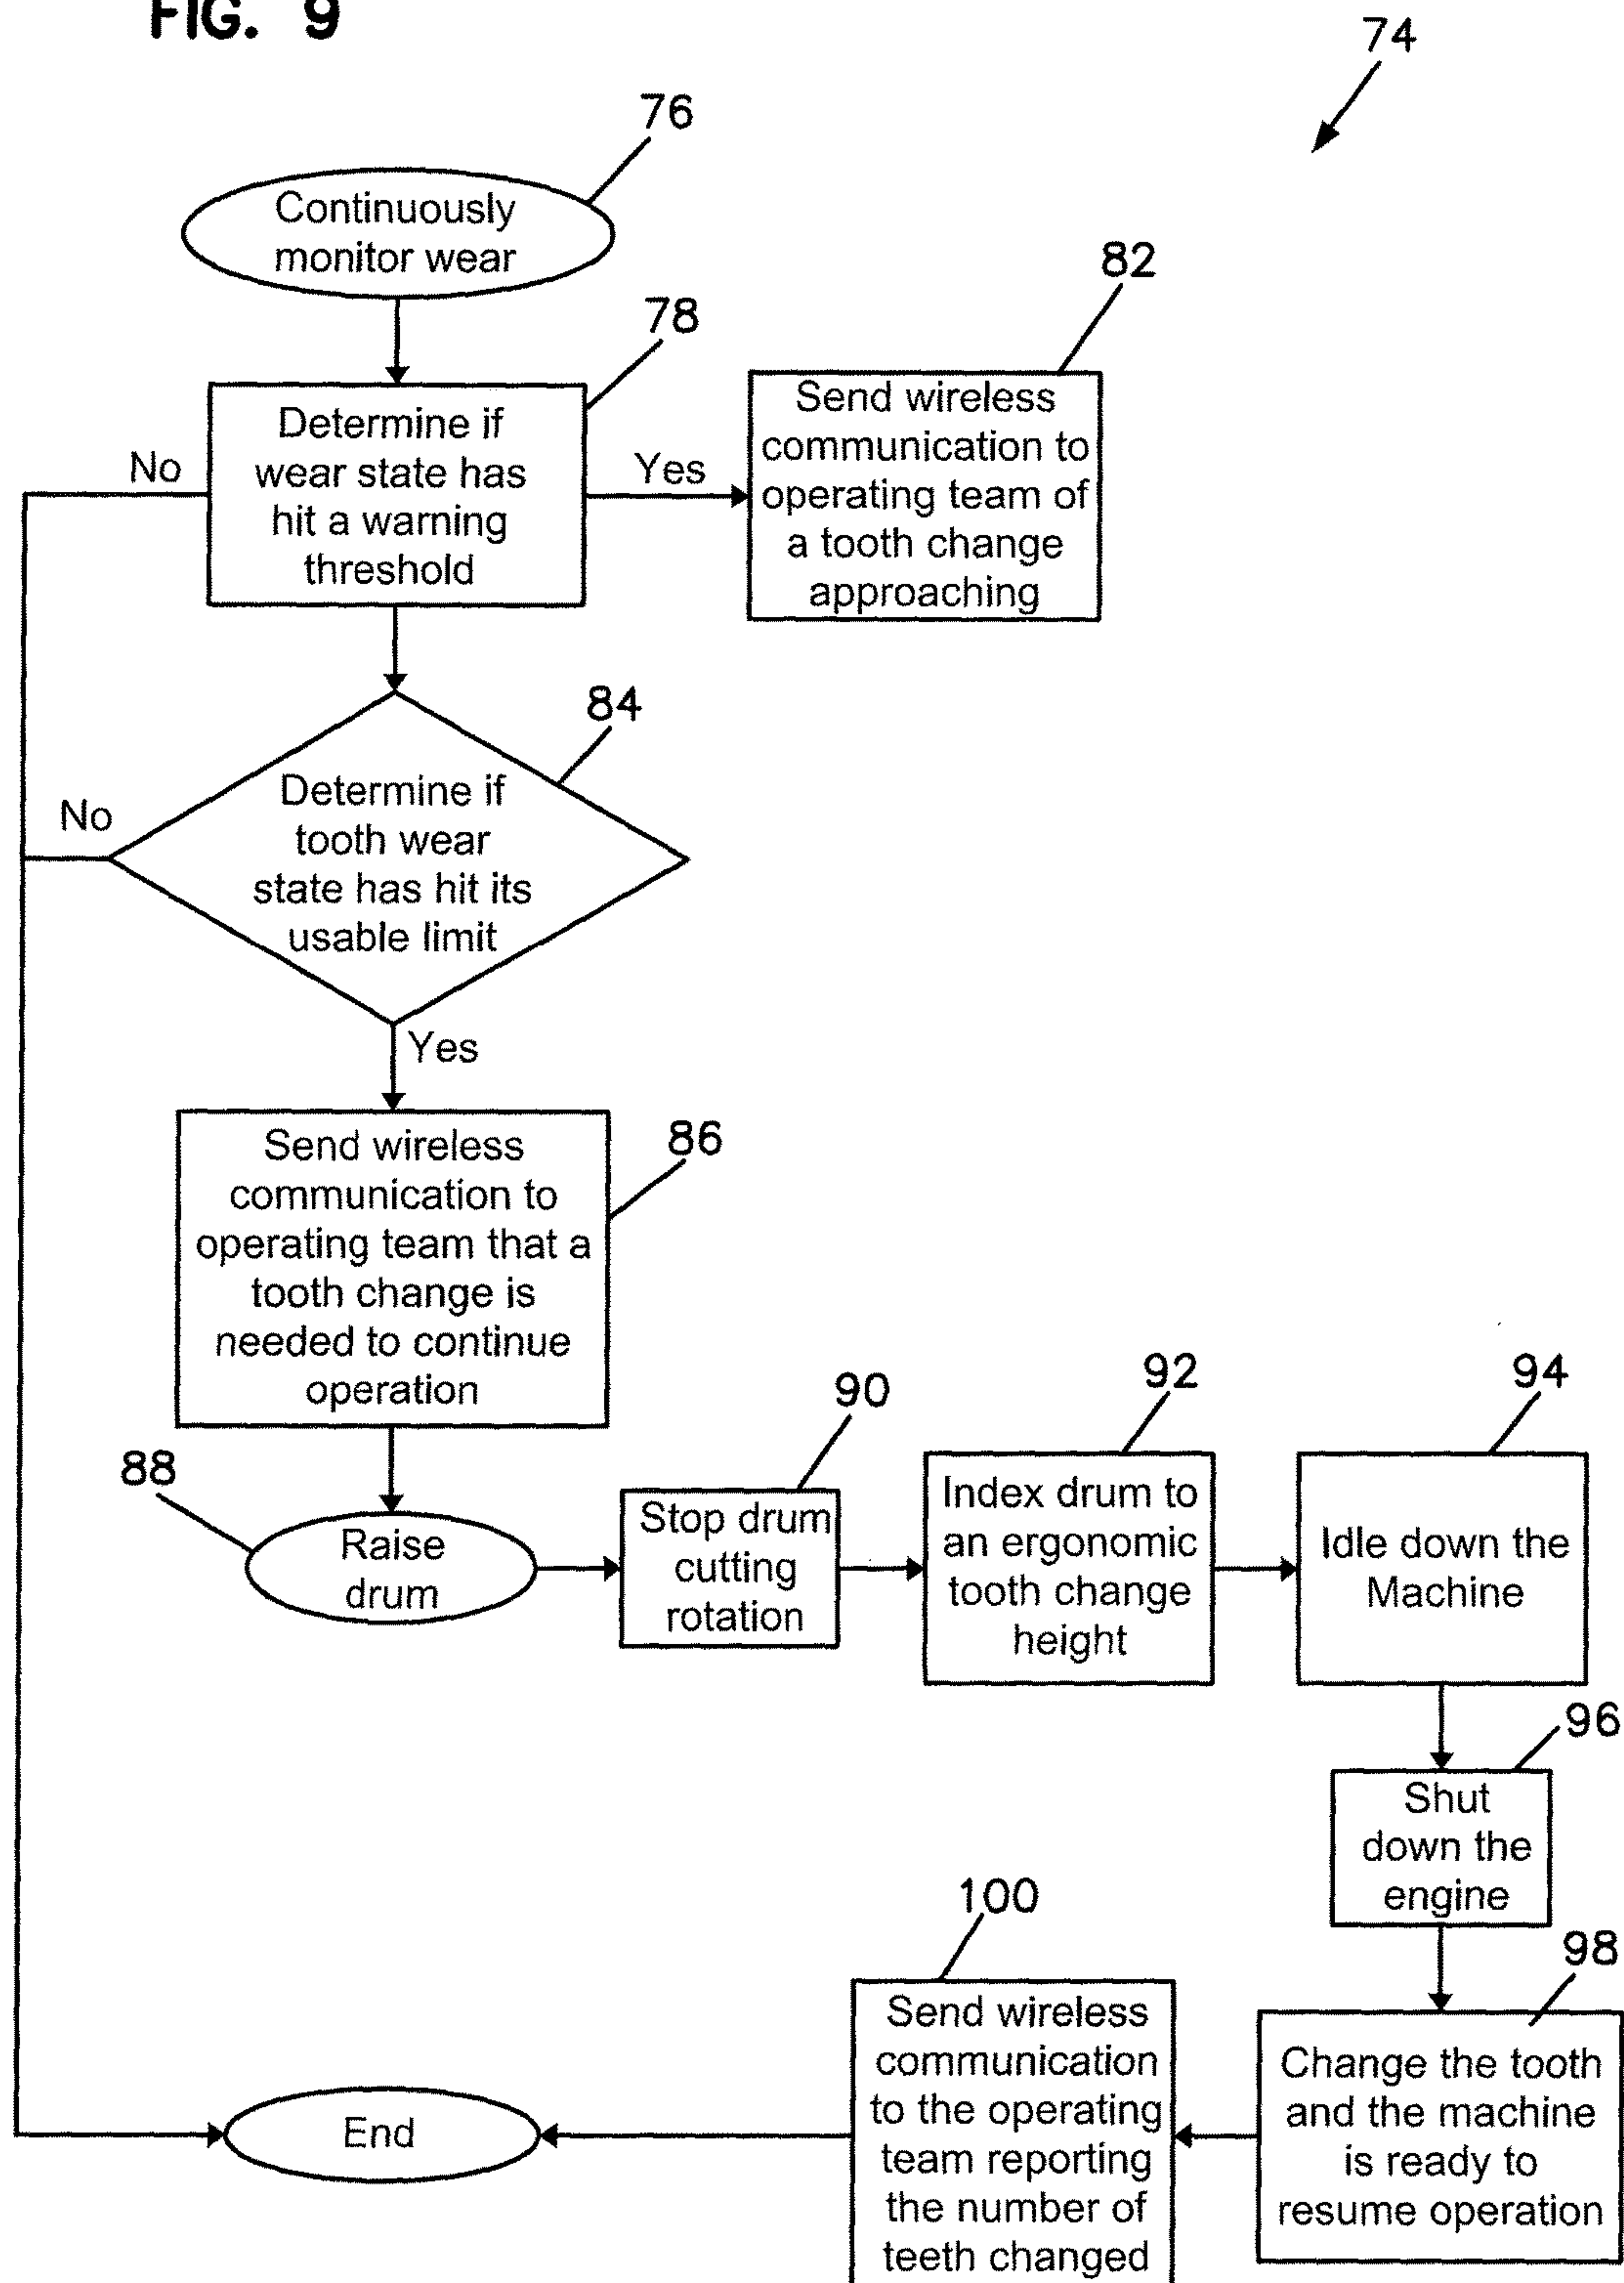 FIG. 9
74
76
Continuously
monitor wear
78
82
Determine if
wear state has
hit a warning
threshold
No
Yes
Send wireless
communication to
operating team of
a tooth change
approaching
84
Determine if
tooth wear
state has hit its
usable limit
No
Yes
86
Send wireless
communication to
operating team that a
tooth change is
needed to continue
operation
88
Raise
drum
90
Stop drum
cutting
rotation
92
Index drum to
an ergonomic
tooth change
height
94
Idle down the
Machine
96
Shut
down the
engine
98
Change the tooth
and the machine
is ready to
resume operation
100
Send wireless
communication
to the operating
team reporting
the number of
teeth changed
End